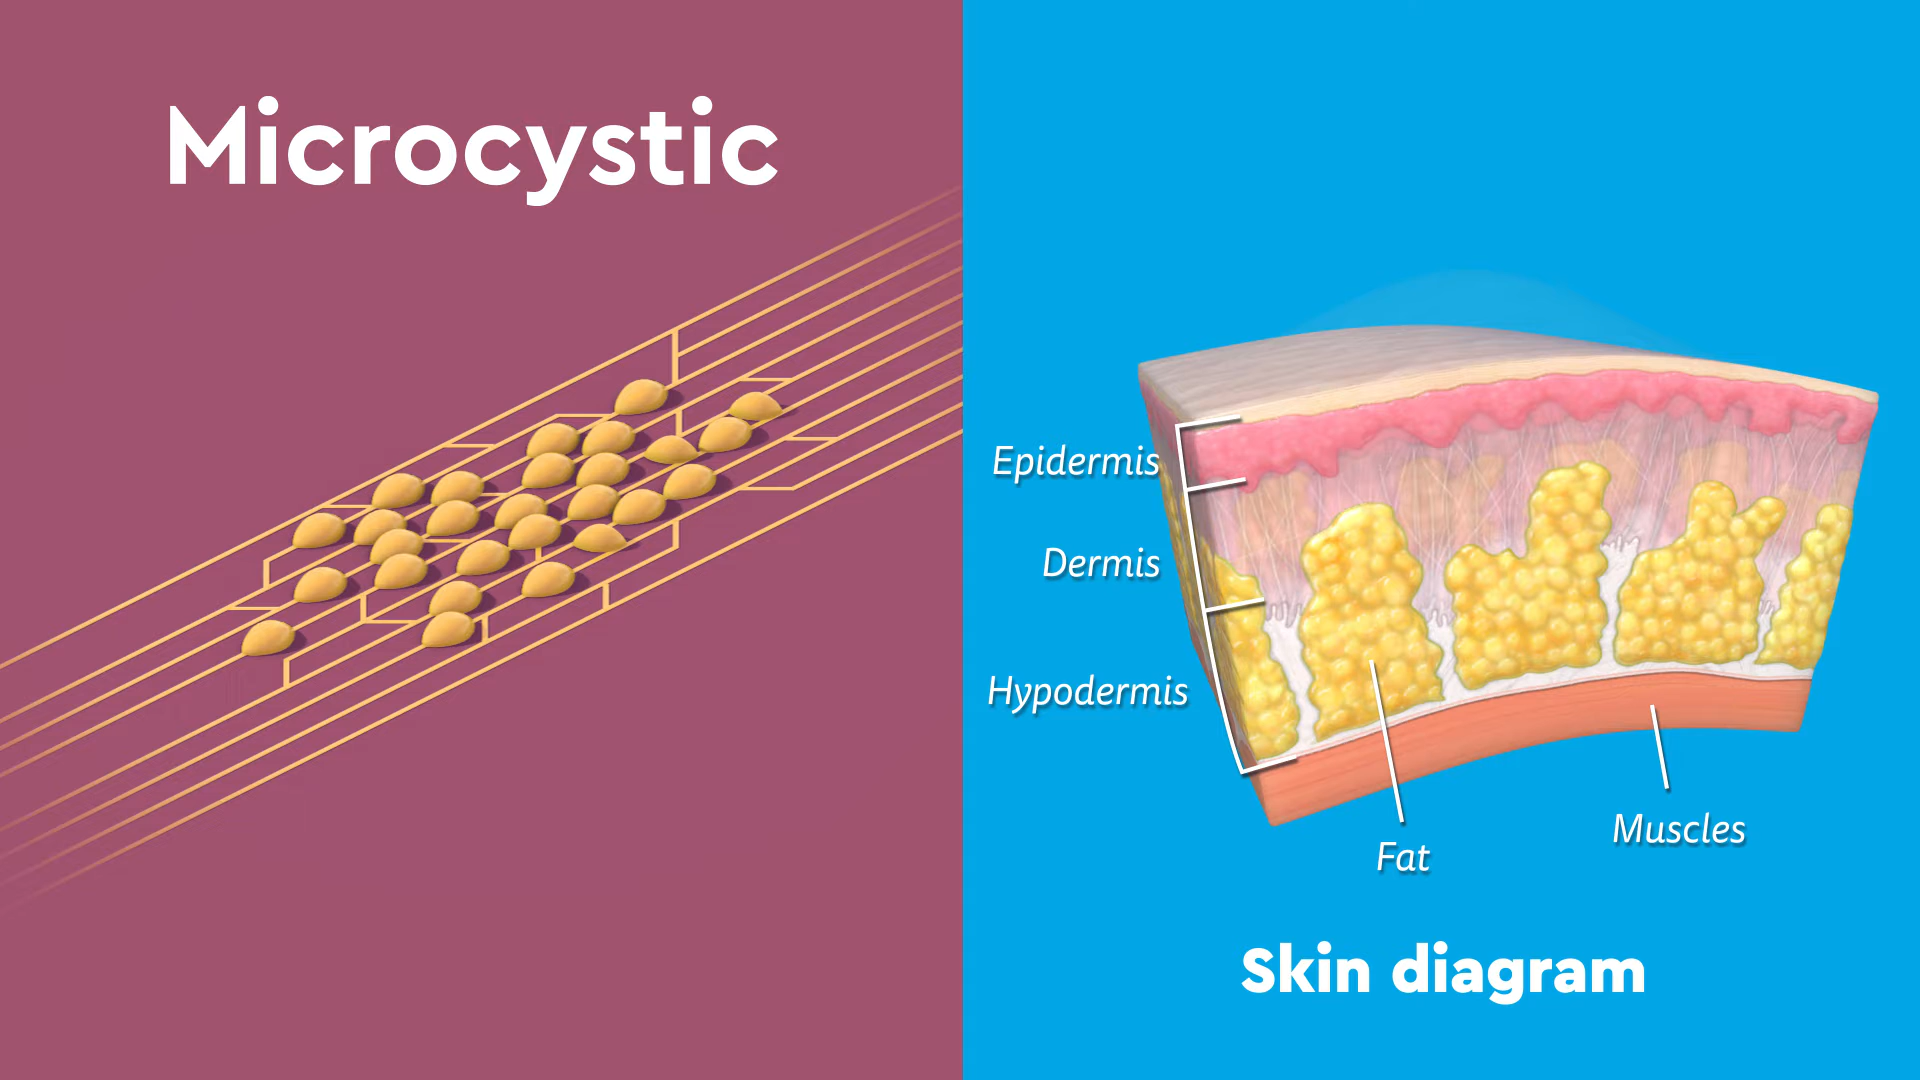 Microcystic
Epidermis
Dermis
Hypodermis
Fat
Muscles
Skin diagram